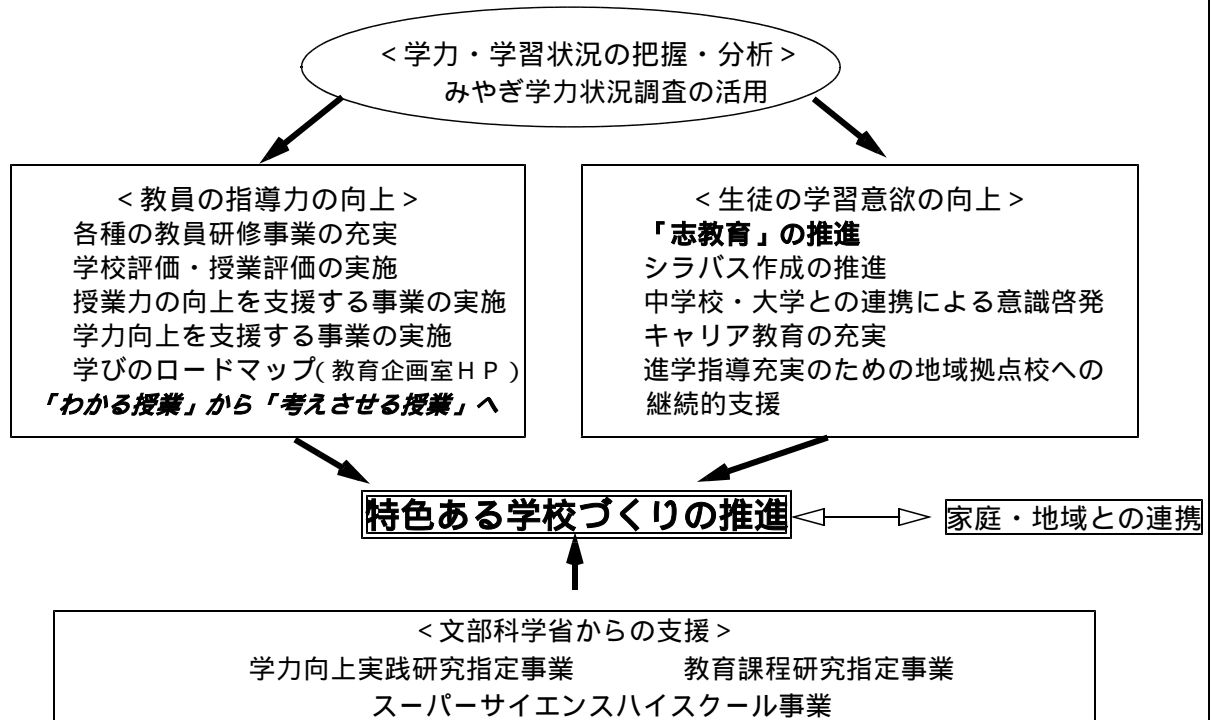 ＜学力・学習状況の把握・分析＞
みやぎ学力状況調査の活用
＜教員の指導力の向上＞
各種の教員研修事業の充実
学校評価・授業評価の実施
授業力の向上を支援する事業の実施
学力向上を支援する事業の実施
学びのロードマップ(教育企画室ＨＰ)
「わかる授業」から「考えさせる授業」へ
＜生徒の学習意欲の向上＞
「志教育」の推進
シラバス作成の推進
中学校・大学との連携による意識啓発
キャリア教育の充実
進学指導充実のための地域拠点校への
継続的支援
特色ある学校づくりの推進
家庭・地域との連携
＜文部科学省からの支援＞
学力向上実践研究指定事業　　　教育課程研究指定事業
スーパーサイエンスハイスクール事業